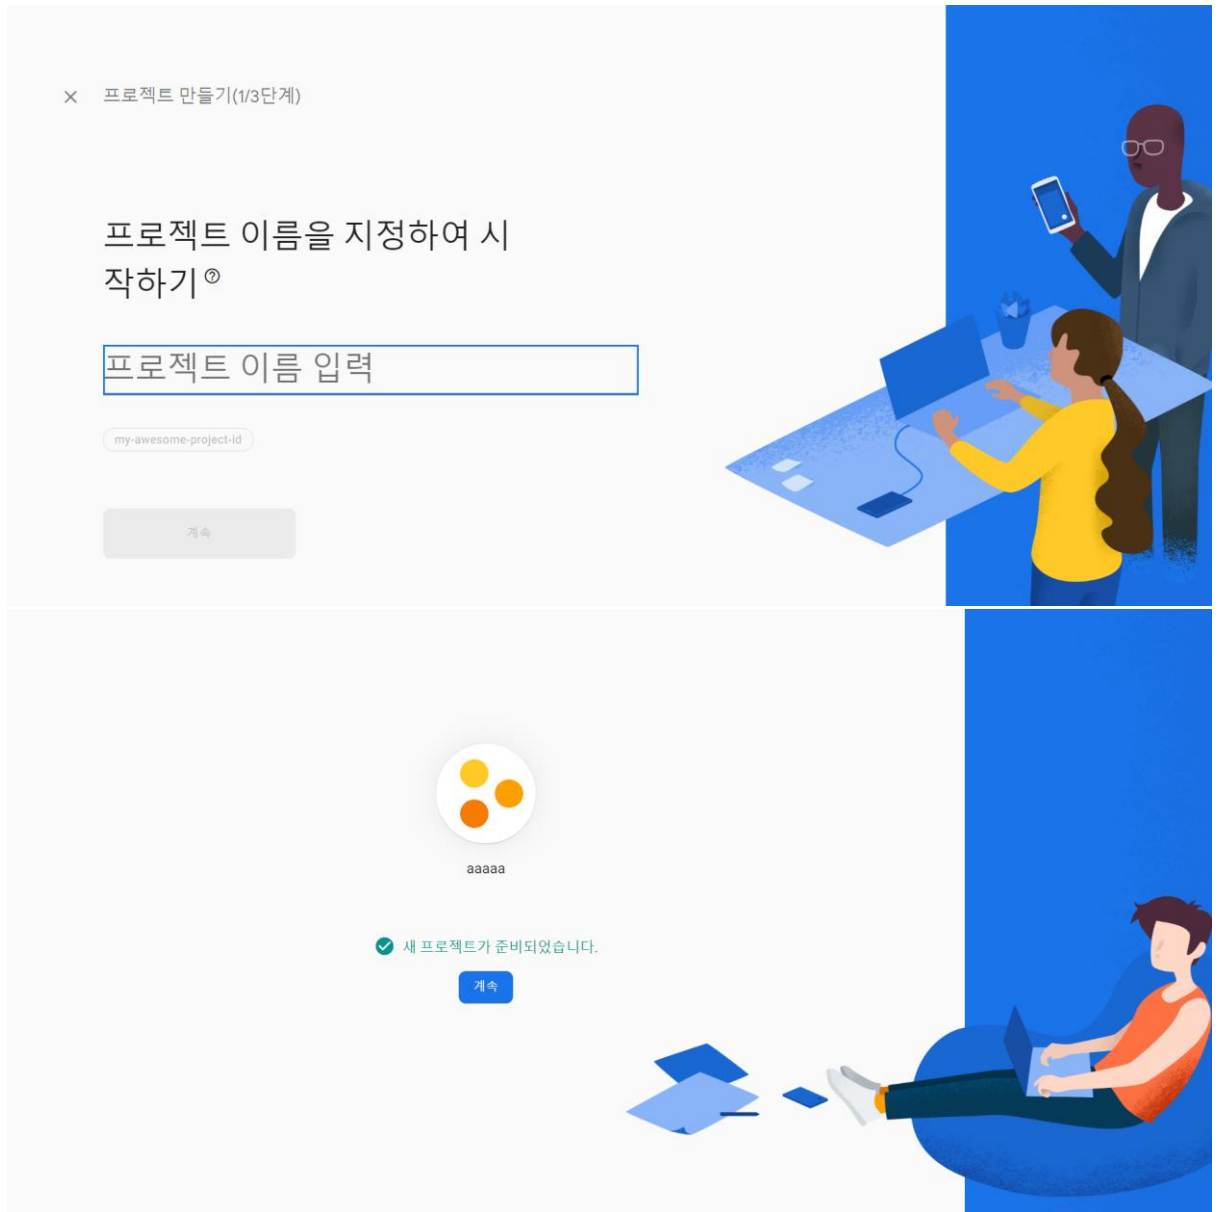 프로젝트 만들기(1/3단계)
프로젝트 이름을 지정하여 시
작하기
프로젝트 이름 입력
my-awesome-project-id
계속
aaaaa
새 프로젝트가 준비되었습니다.
계속